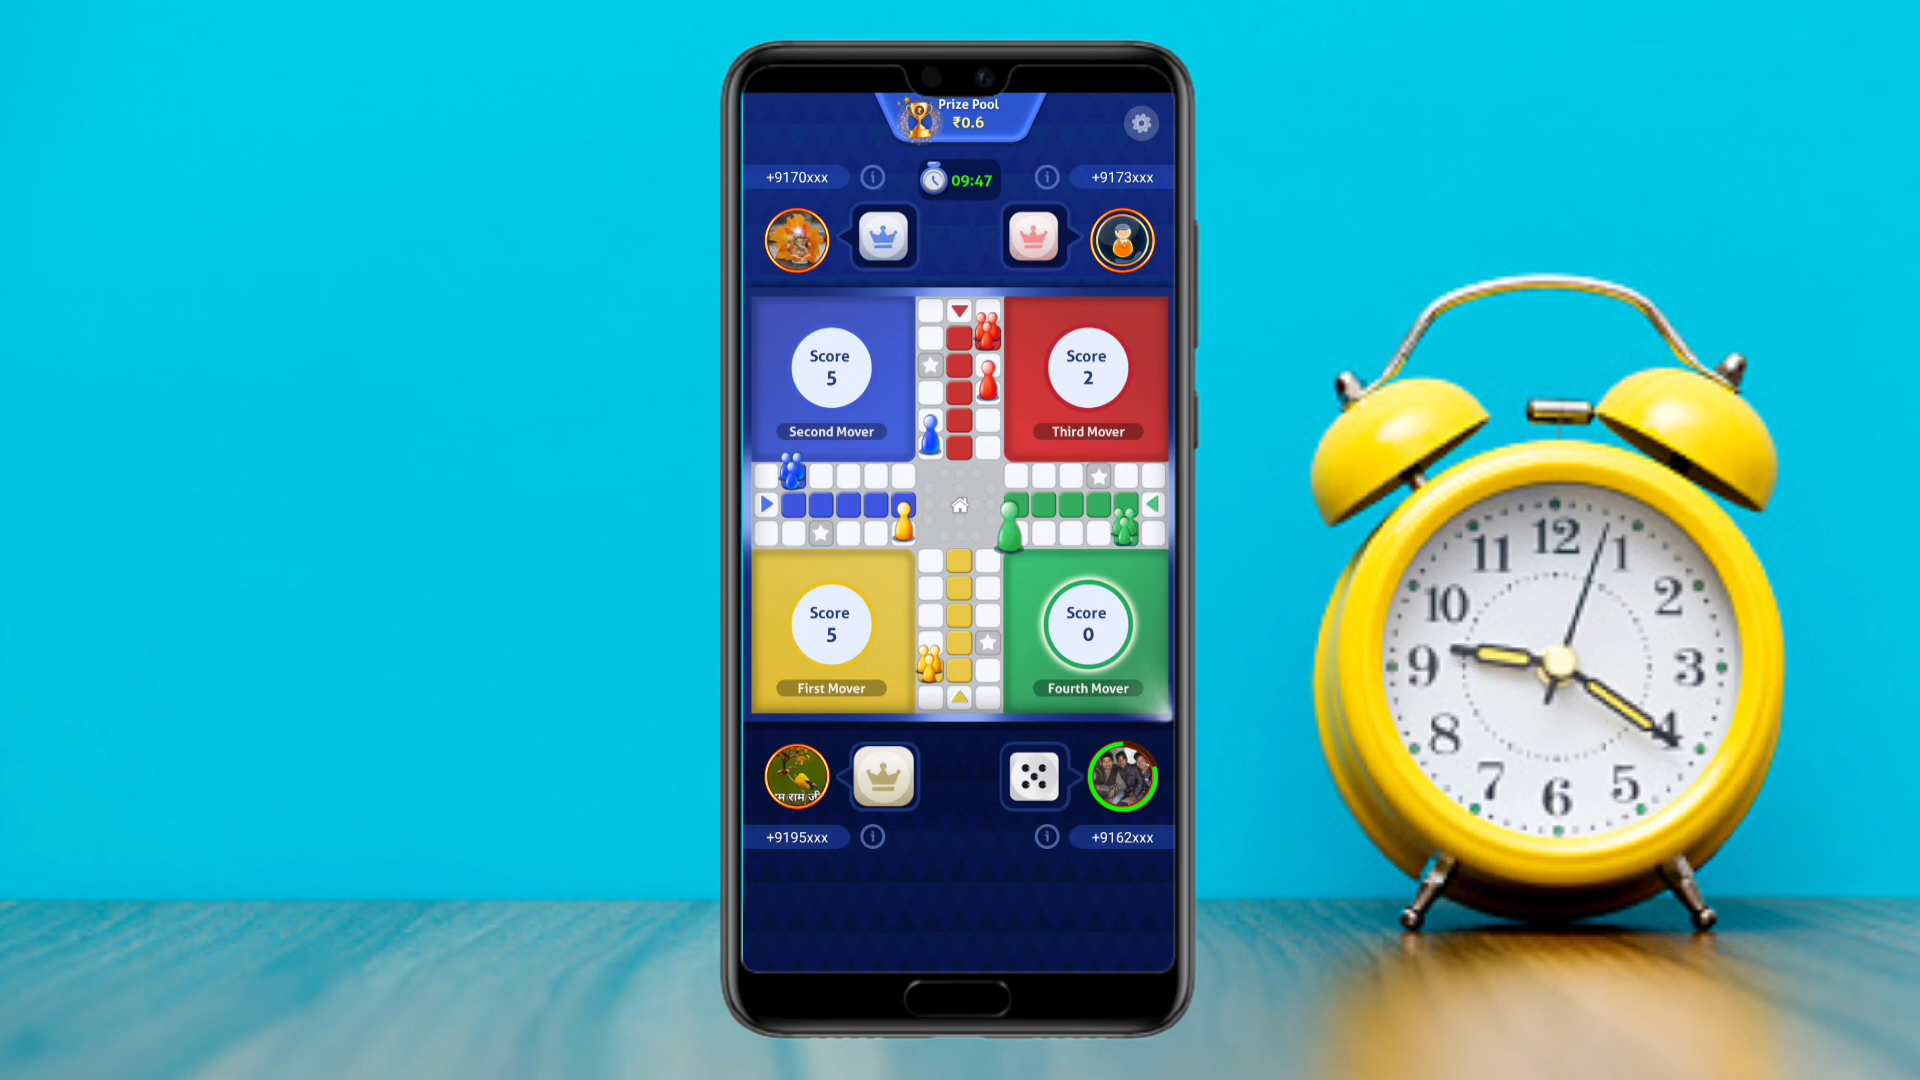 Prize Pool
₹0.6
+9170xxx
09:47
+9173xxx
Score
5
Second Mover
Score
2
Third Mover
Score
5
First Mover
Score
0
Fourth Mover
+9195xxx
+9162xxx
12
1
2
3
4
5
6
7
8
9
10
11